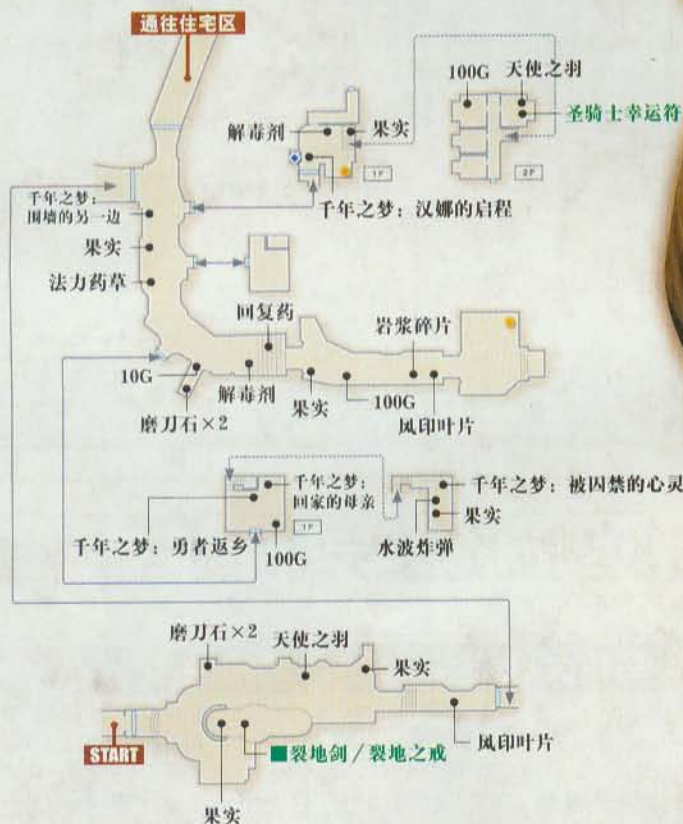 通往住宅区
100G
天使之羽
圣骑士幸运符
解毒剂
果实
1F
2F
千年之梦:
围墙的另一边
千年之梦:汉娜的启程
果实
法力药草
回复药
岩浆碎片
10G
解毒剂
果实
100G
风印叶片
磨刀石×2
千年之梦:
回家的母亲
1F
千年之梦:被囚禁的心灵
果实
千年之梦:勇者返乡
100G
水波炸弹
磨刀石×2
天使之羽
果实
START
■裂地剑/裂地之戒
风印叶片
果实